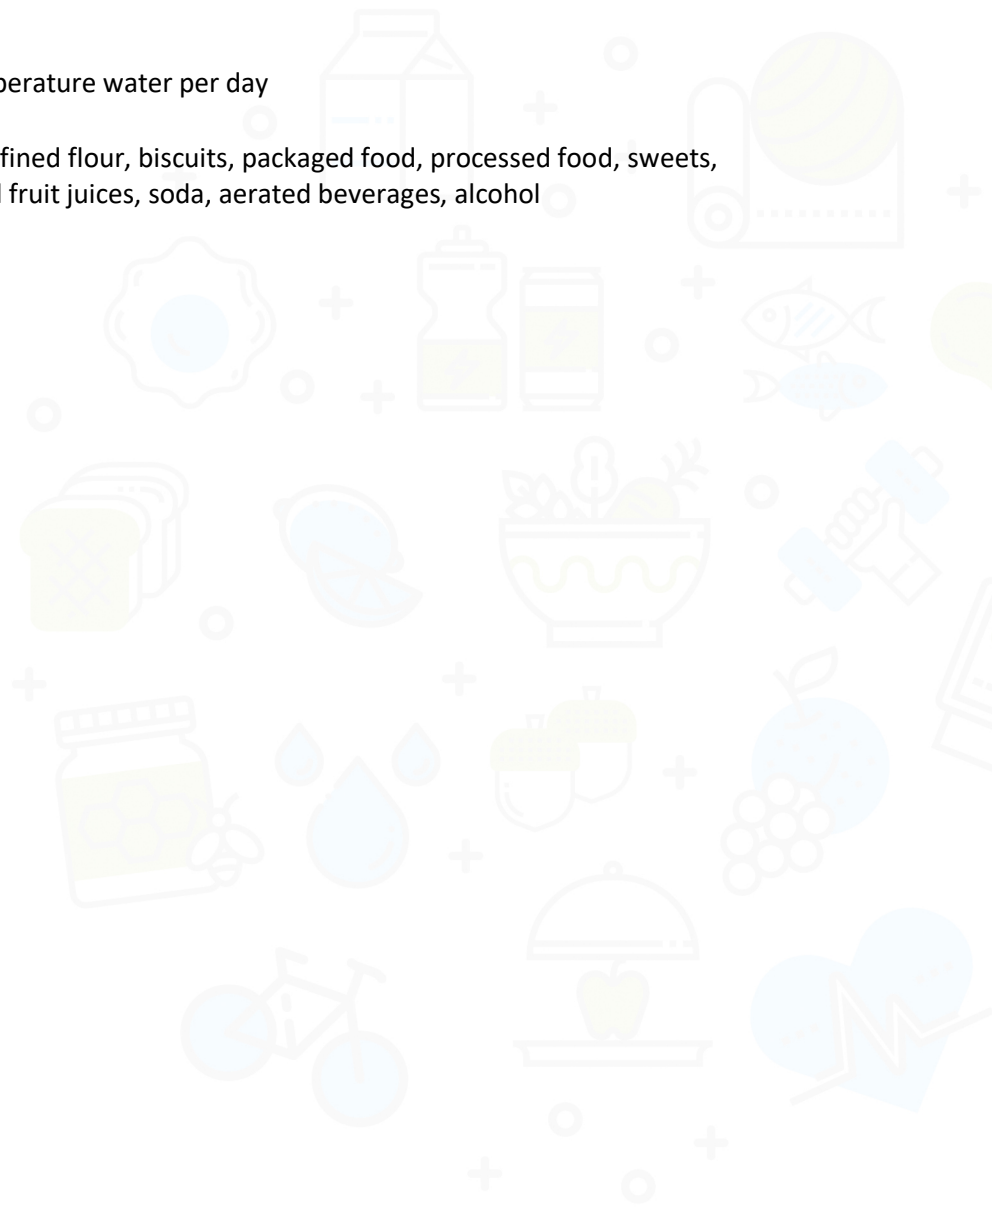 perature water per day
fined flour, biscuits, packaged food, processed food, sweets,
fruit juices, soda, aerated beverages, alcohol